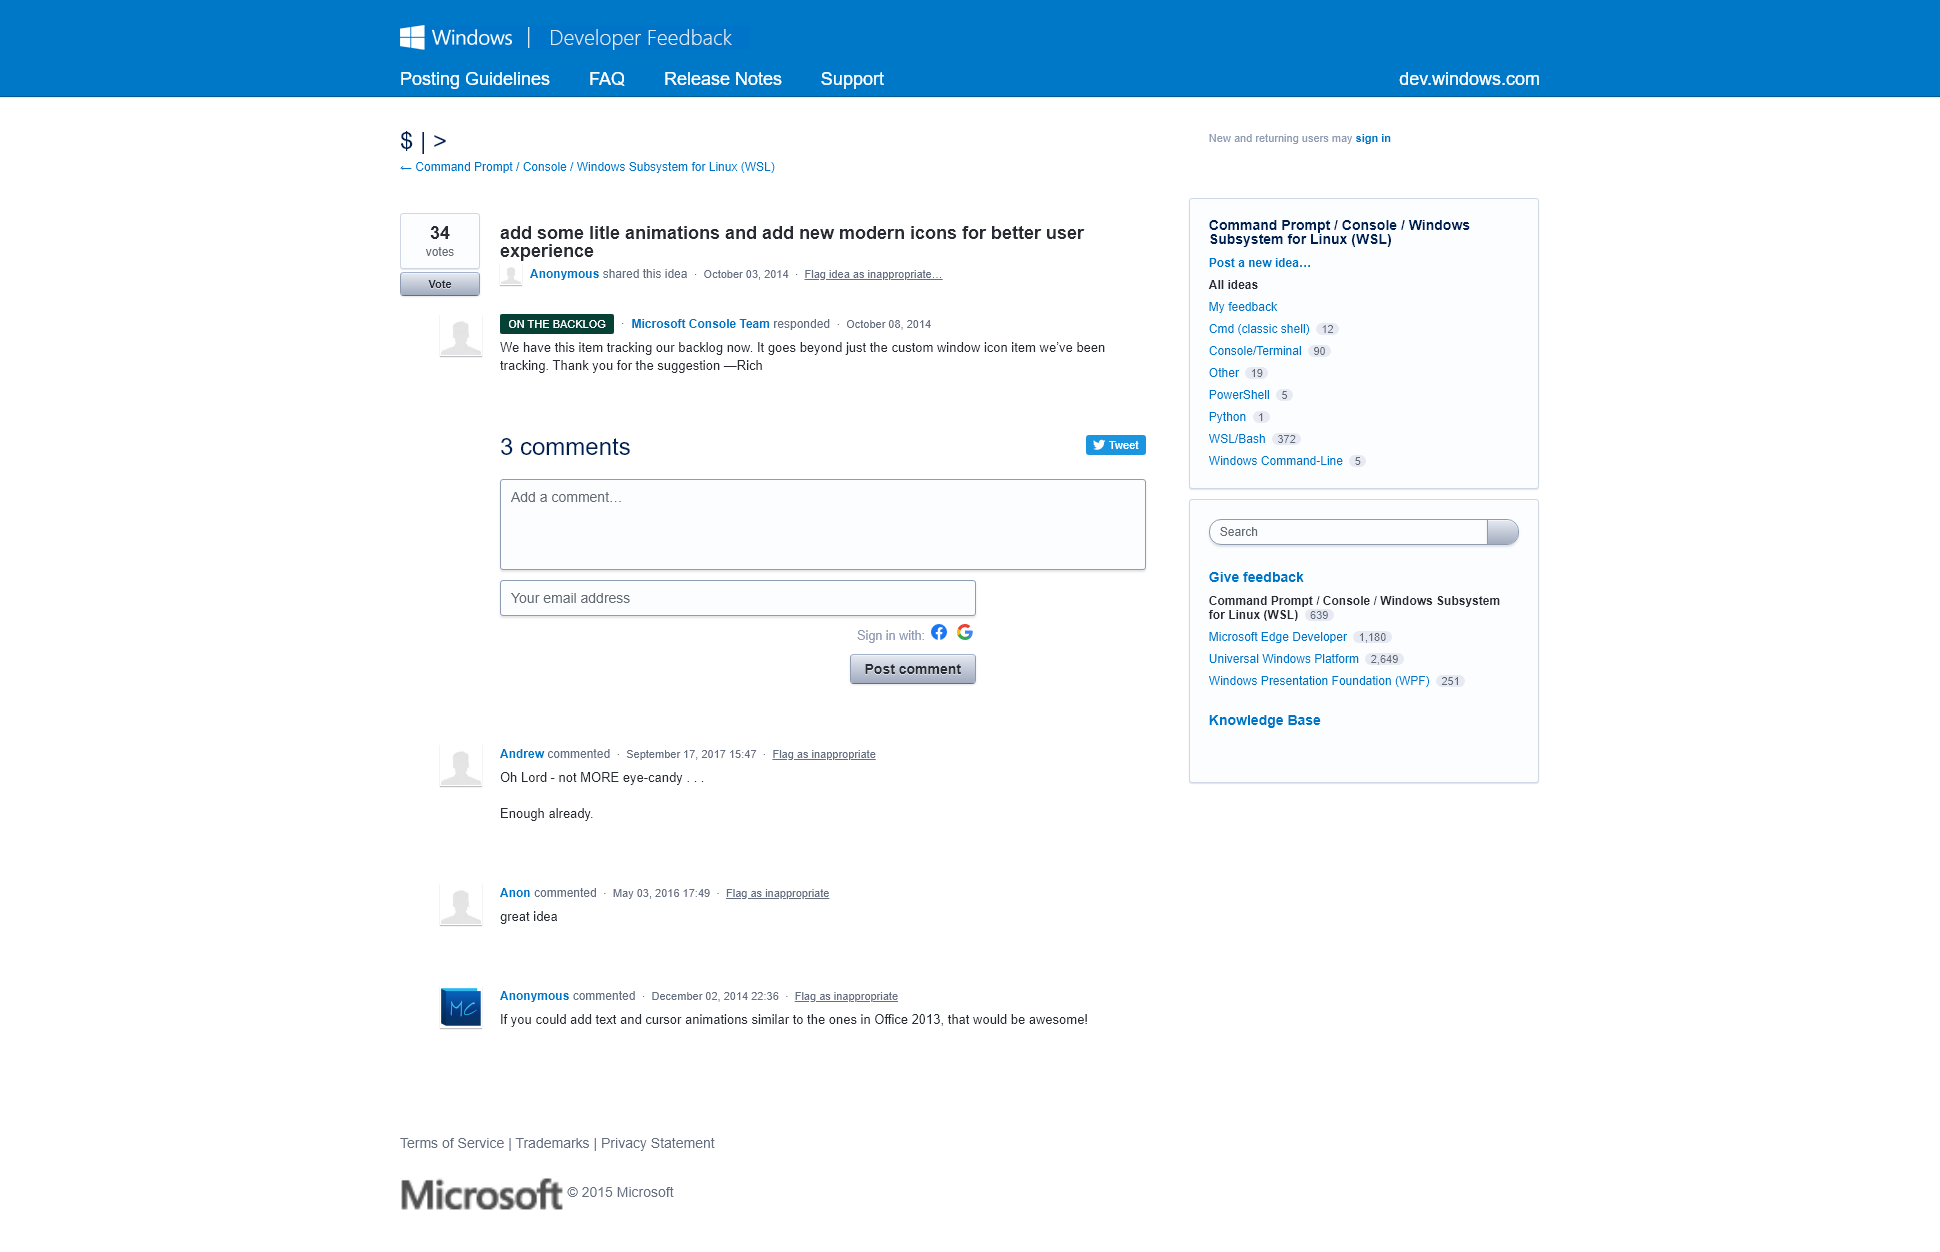 Windows | Developer Feedback
Posting Guidelines FAQ Release Notes Support dev.windows.com
$ | >
New and returning users may sign in
← Command Prompt / Console / Windows Subsystem for Linux (WSL)
34
votes
Vote
add some litle animations and add new modern icons for better user
experience
Anonymous shared this idea · October 03, 2014 · Flag idea as inappropriate…
ON THE BACKLOG · Microsoft Console Team responded · October 08, 2014
We have this item tracking our backlog now. It goes beyond just the custom window icon item we’ve been
tracking. Thank you for the suggestion —Rich
3 comments
Tweet
Add a comment…
Your email address
Sign in with:
Post comment
Andrew commented · September 17, 2017 15:47 · Flag as inappropriate
Oh Lord - not MORE eye-candy . . .
Enough already.
Anon commented · May 03, 2016 17:49 · Flag as inappropriate
great idea
MC
Anonymous commented · December 02, 2014 22:36 · Flag as inappropriate
If you could add text and cursor animations similar to the ones in Office 2013, that would be awesome!
Command Prompt / Console / Windows
Subsystem for Linux (WSL)
Post a new idea…
All ideas
My feedback
Cmd (classic shell) 12
Console/Terminal 90
Other 19
PowerShell 5
Python 1
WSL/Bash 372
Windows Command-Line 5
Search
Give feedback
Command Prompt / Console / Windows Subsystem
for Linux (WSL) 639
Microsoft Edge Developer 1,180
Universal Windows Platform 2,649
Windows Presentation Foundation (WPF) 251
Knowledge Base
Terms of Service | Trademarks | Privacy Statement
Microsoft © 2015 Microsoft